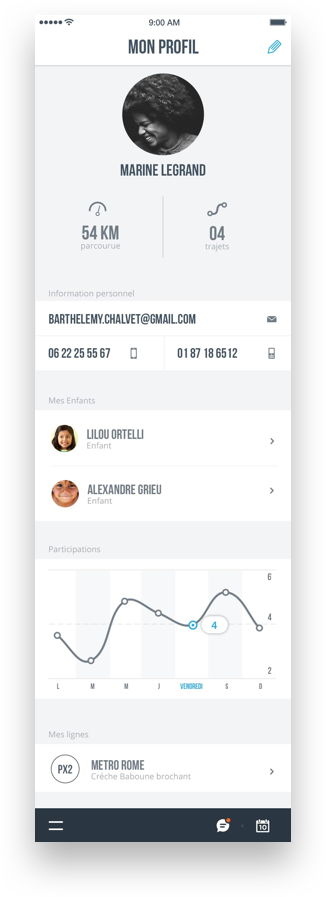 9:00 AM
MON PROFIL
MARINE LEGRAND
54 KM
parcourue
04
trajets
Information personnel
BARTHELEMY.CHALVET@GMAIL.COM
06 22 25 55 67
01 87 18 65 12
Mes Enfants
LILOU ORTELLI
Enfant
ALEXANDRE GRIEU
Enfant
Participations
6
4
4
2
L M M J VENDREDI S D
Mes lignes
PX2
METRO ROME
Crèche Baboune brochant
10